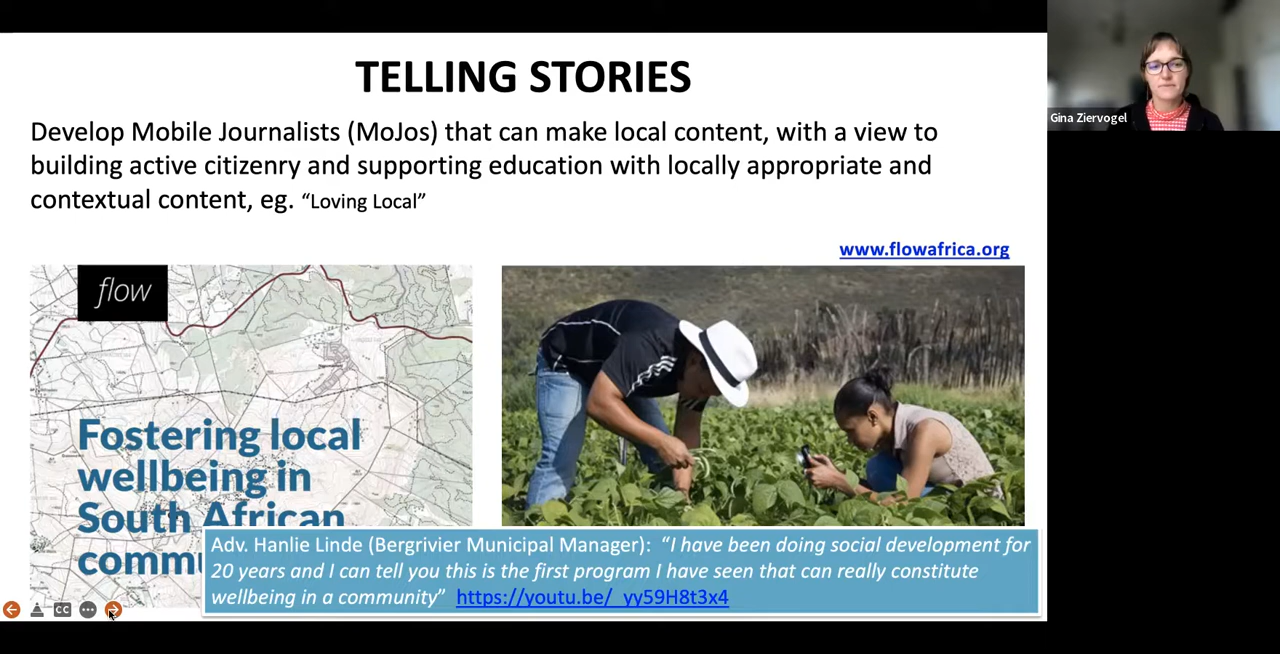 TELLING STORIES
Gina Ziervogel
Develop Mobile Journalists (MoJos) that can make local content, with a view to
building active citizenry and supporting education with locally appropriate and
contextual content, eg. “Loving Local”
www.flowafrica.org
flow
Fostering local
wellbeing in
South African
commu
Adv. Hanlie Linde (Bergrivier Municipal Manager): “I have been doing social development for
20 years and I can tell you this is the first program I have seen that can really constitute
wellbeing in a community” https://youtu.be/_yy59H8t3x4
CC